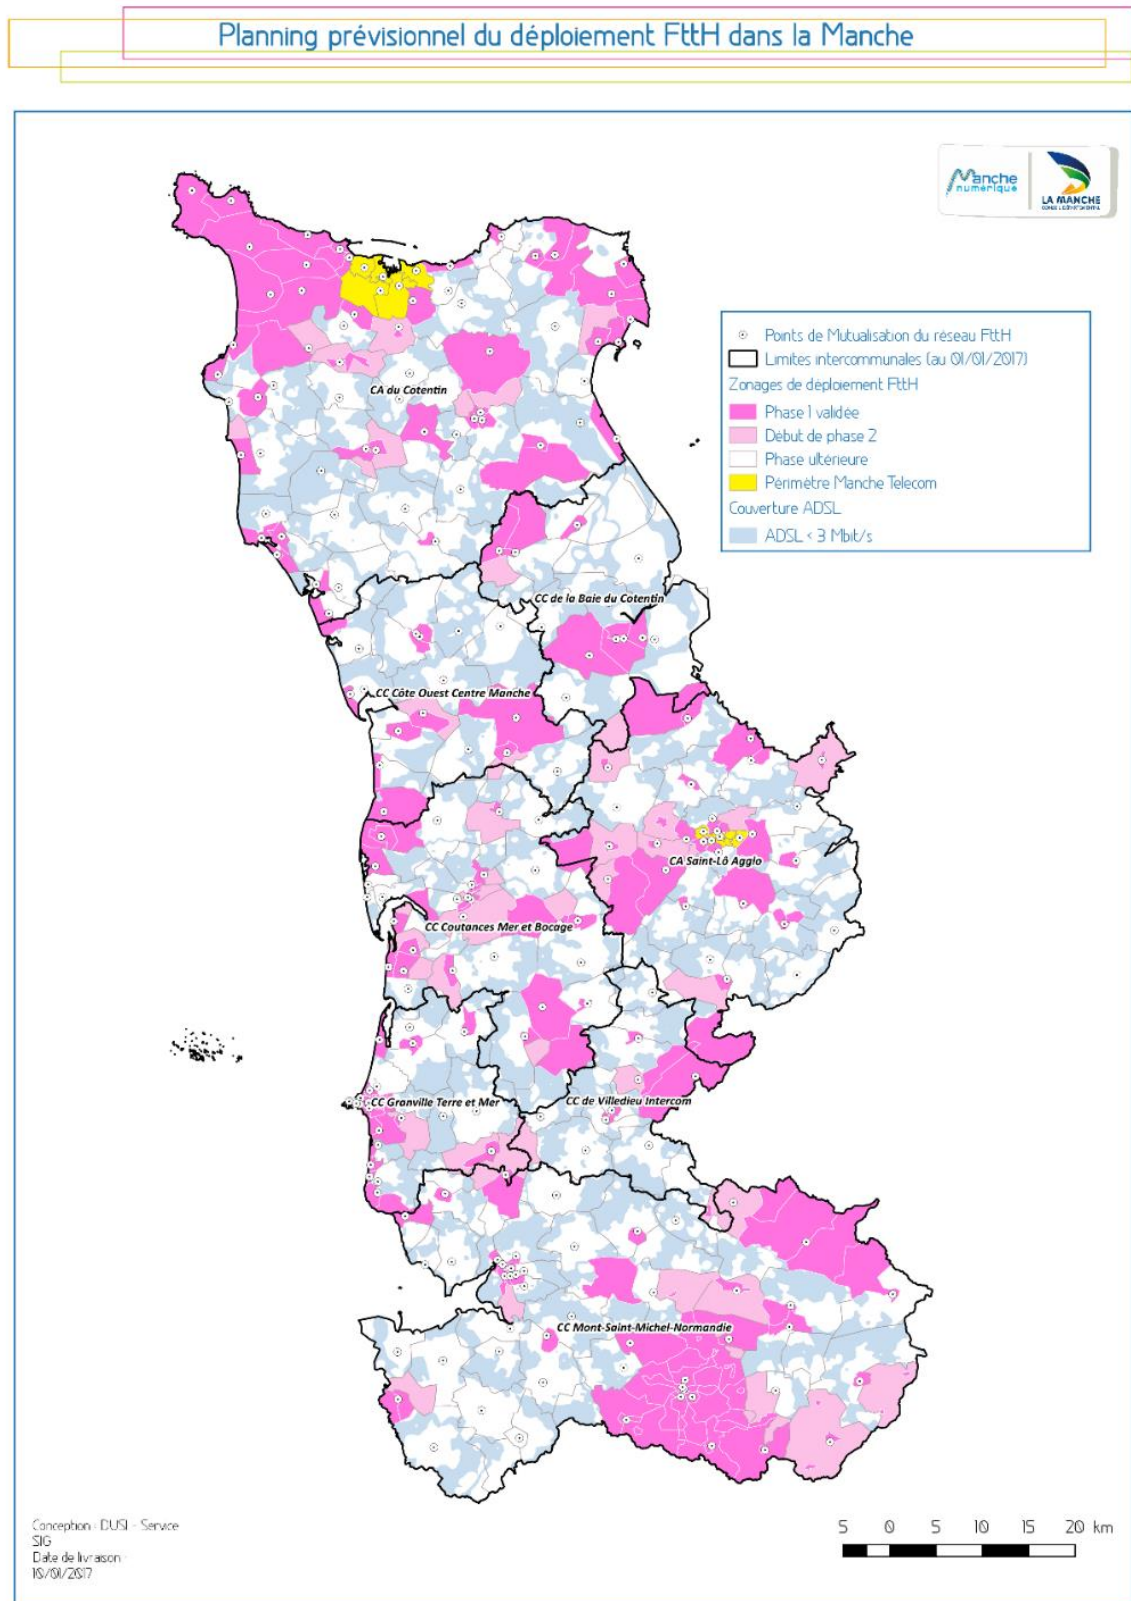 Planning prévisionnel du déploiement FttH dans la Manche
Manche
numérique
LA MANCHE
Points de Mutualisation du réseau FttH
Limites intercommunales (au 01/01/2017)
Zonages de déploiement FttH
Phase 1 validée
Début de phase 2
Phase ultérieure
Périmètre Manche Telecom
Couverture ADSL
ADSL < 3 Mbit/s
CA du Cotentin
CC de la Baie du Cotentin
CC Côte Ouest Centre Manche
CA Saint-Lô Agglo
CC Coutances Mer et Bocage
CC Granville Terre et Mer
CC de Villedieu Intercom
CC Mont-Saint-Michel-Normandie
Conception : DUSI - Service
SIG
Date de livraison :
10/01/2017
5 0 5 10 15 20 km